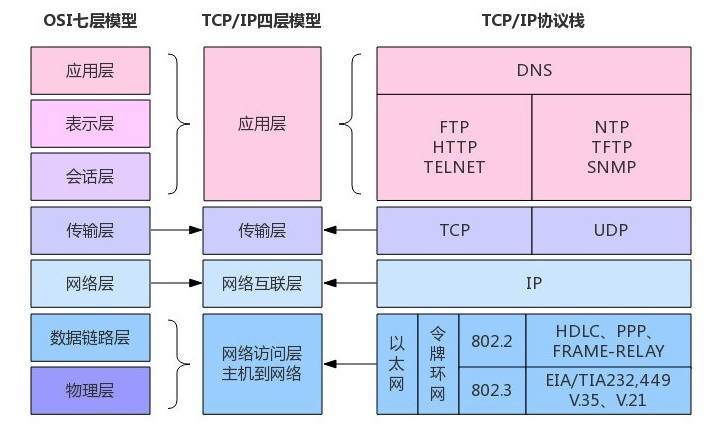 OSI七层模型
TCP/IP四层模型
TCP/IP协议栈
应用层
表示层
会话层
传输层
网络层
数据链路层
物理层
应用层
传输层
网络互联层
网络访问层
主机到网络
DNS
FTP
HTTP
TELNET
NTP
TFTP
SNMP
TCP
UDP
IP
以太网
令牌环网
802.2
802.3
HDLC、PPP、
FRAME-RELAY
EIA/TIA232,449
V.35、V.21